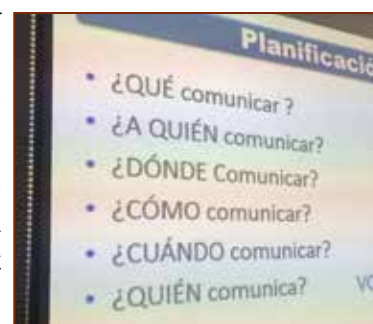 Planificació
• ¿QUÉ comunicar ?
• ¿A QUIÉN comunicar?
• ¿DÓNDE Comunicar?
• ¿CÓMO comunicar?
• ¿CUÁNDO comunicar?
• ¿QUIÉN comunica?